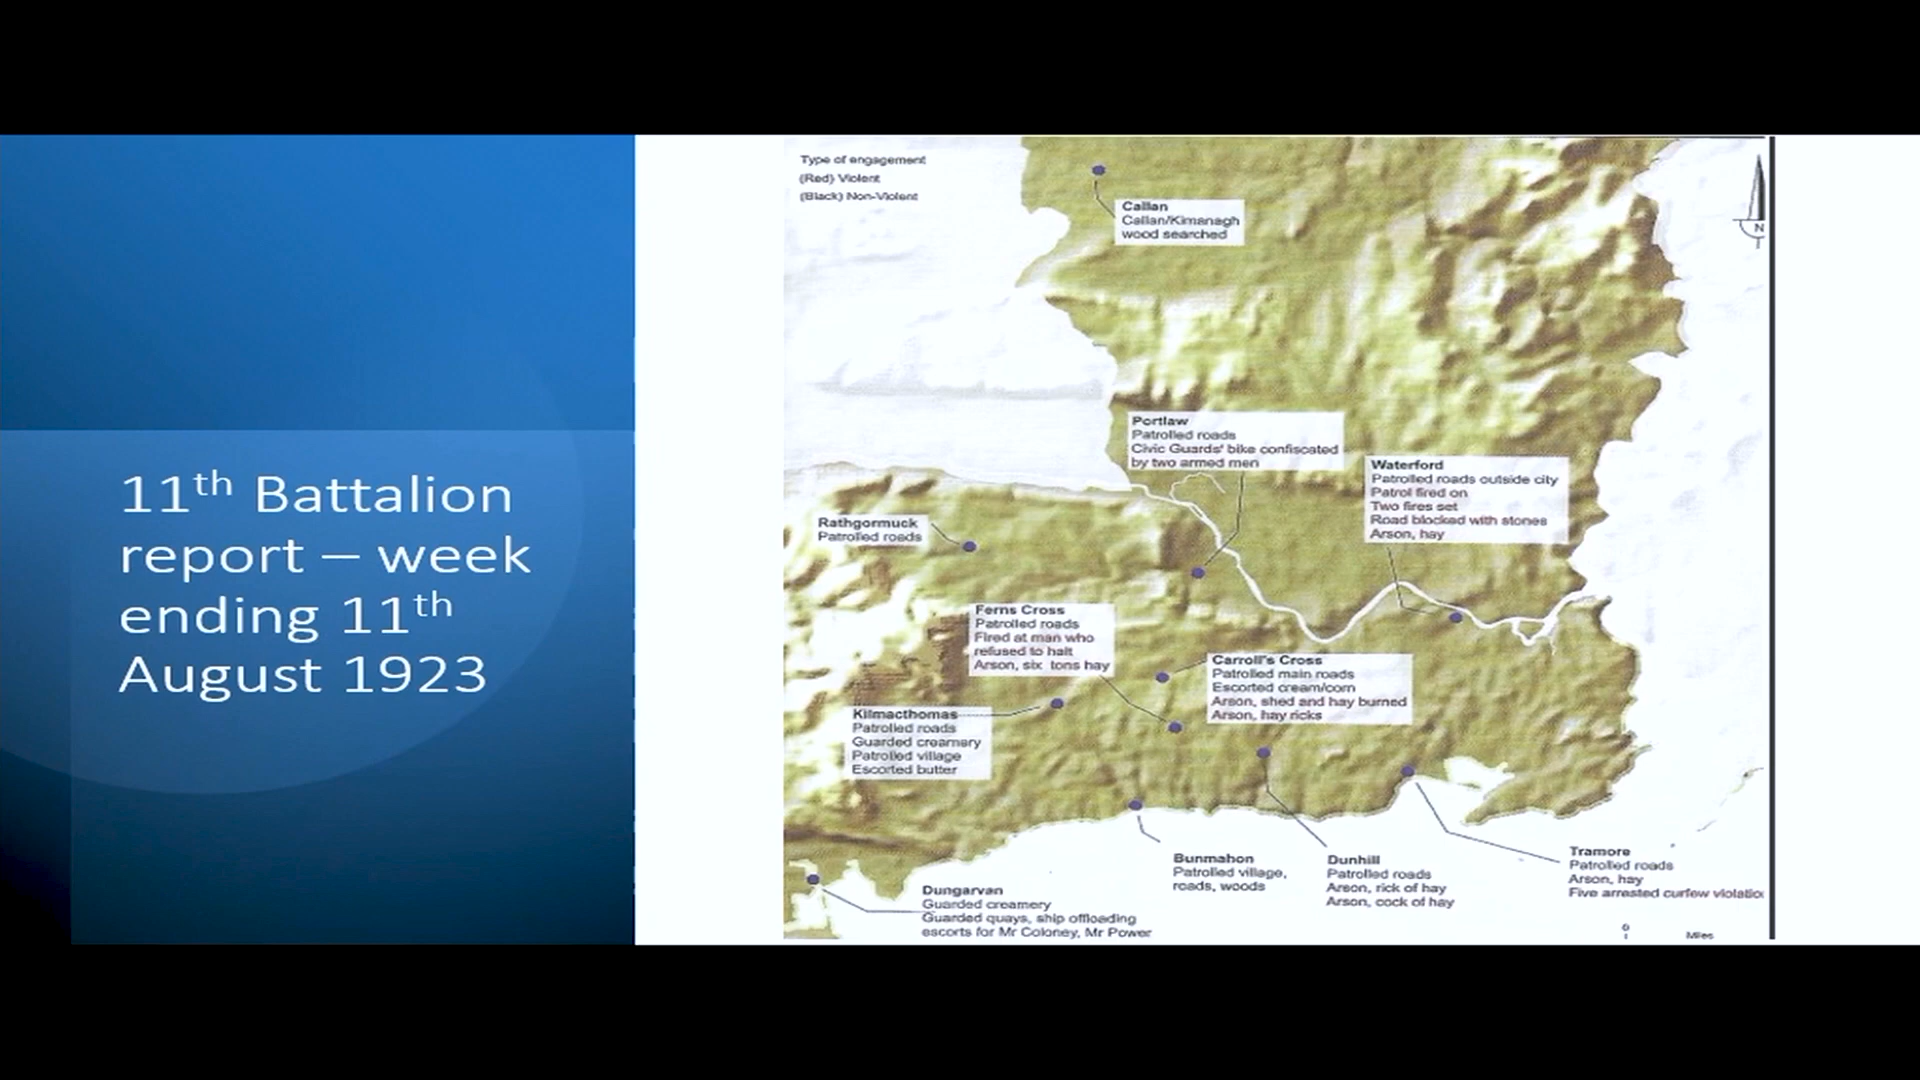 11th Battalion
report – week
ending 11th
August 1923
Type of engagement
(Red) Violent
(Black) Non-Violent
N
Callan
Callan/Kimanagh
wood searched
Portlaw
Patrolled roads
Civic Guards' bike confiscated
by two armed men
Waterford
Patrolled roads outside city
Patrol fired on
Two fires set
Road blocked with stones
Arson, hay
Rathgormuck
Patrolled roads
Ferns Cross
Patrolled roads
Fired at man who
refused to halt
Arson, six tons hay
Carroll's Cross
Patrolled main roads
Escorted cream/corn
Arson, shed and hay burned
Arson, hay ricks
Kilmacthomas
Patrolled roads
Guarded creamery
Patrolled village
Escorted butter
Bunmahon
Patrolled village,
roads, woods
Dunhill
Patrolled roads
Arson, rick of hay
Arson, cock of hay
Tramore
Patrolled roads
Arson, hay
Five arrested curfew violatio
Dungarvan
Guarded creamery
Guarded quays, ship offloading
escorts for Mr Coloney, Mr Power
0
Miles